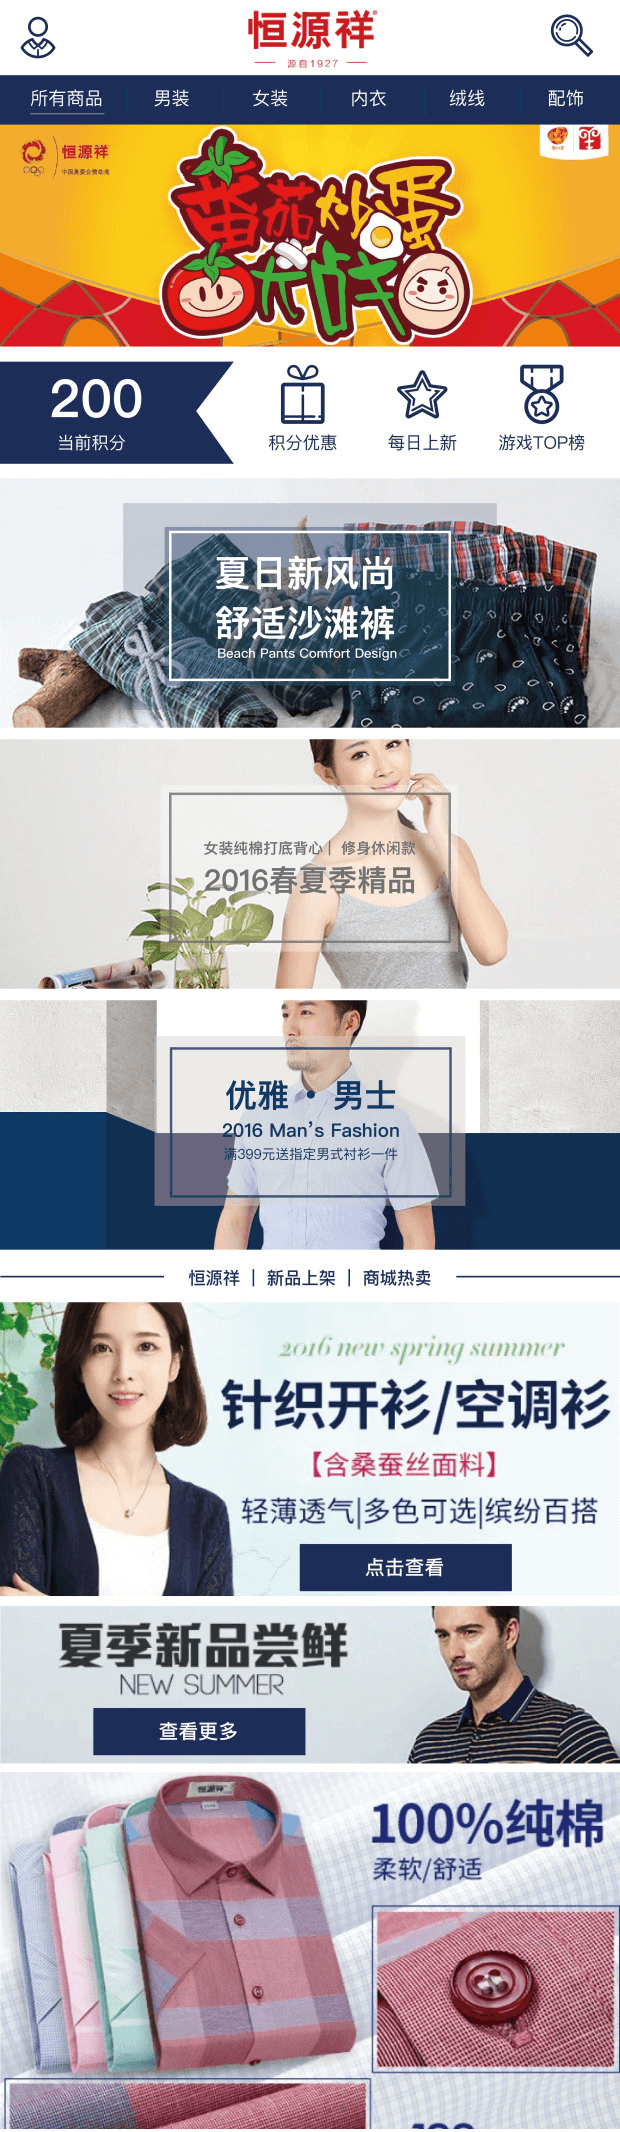 恒源祥®
源自1927
所有商品 男装 女装 内衣 绒线 配饰
恒源祥
中国奥委会赞助商
番茄炒蛋
大战
200
当前积分
积分优惠 每日上新 游戏TOP榜
夏日新风尚
舒适沙滩裤
Beach Pants Comfort Design
女装纯棉打底背心 | 修身休闲款
2016春夏季精品
优雅 · 男士
2016 Man's Fashion
满399元送指定男式衬衫一件
恒源祥 | 新品上架 | 商城热卖
2016 new spring summer
针织开衫/空调衫
【含桑蚕丝面料】
轻薄透气|多色可选|缤纷百搭
点击查看
夏季新品尝鲜
NEW SUMMER
查看更多
恒源祥
100%纯棉
柔软/舒适